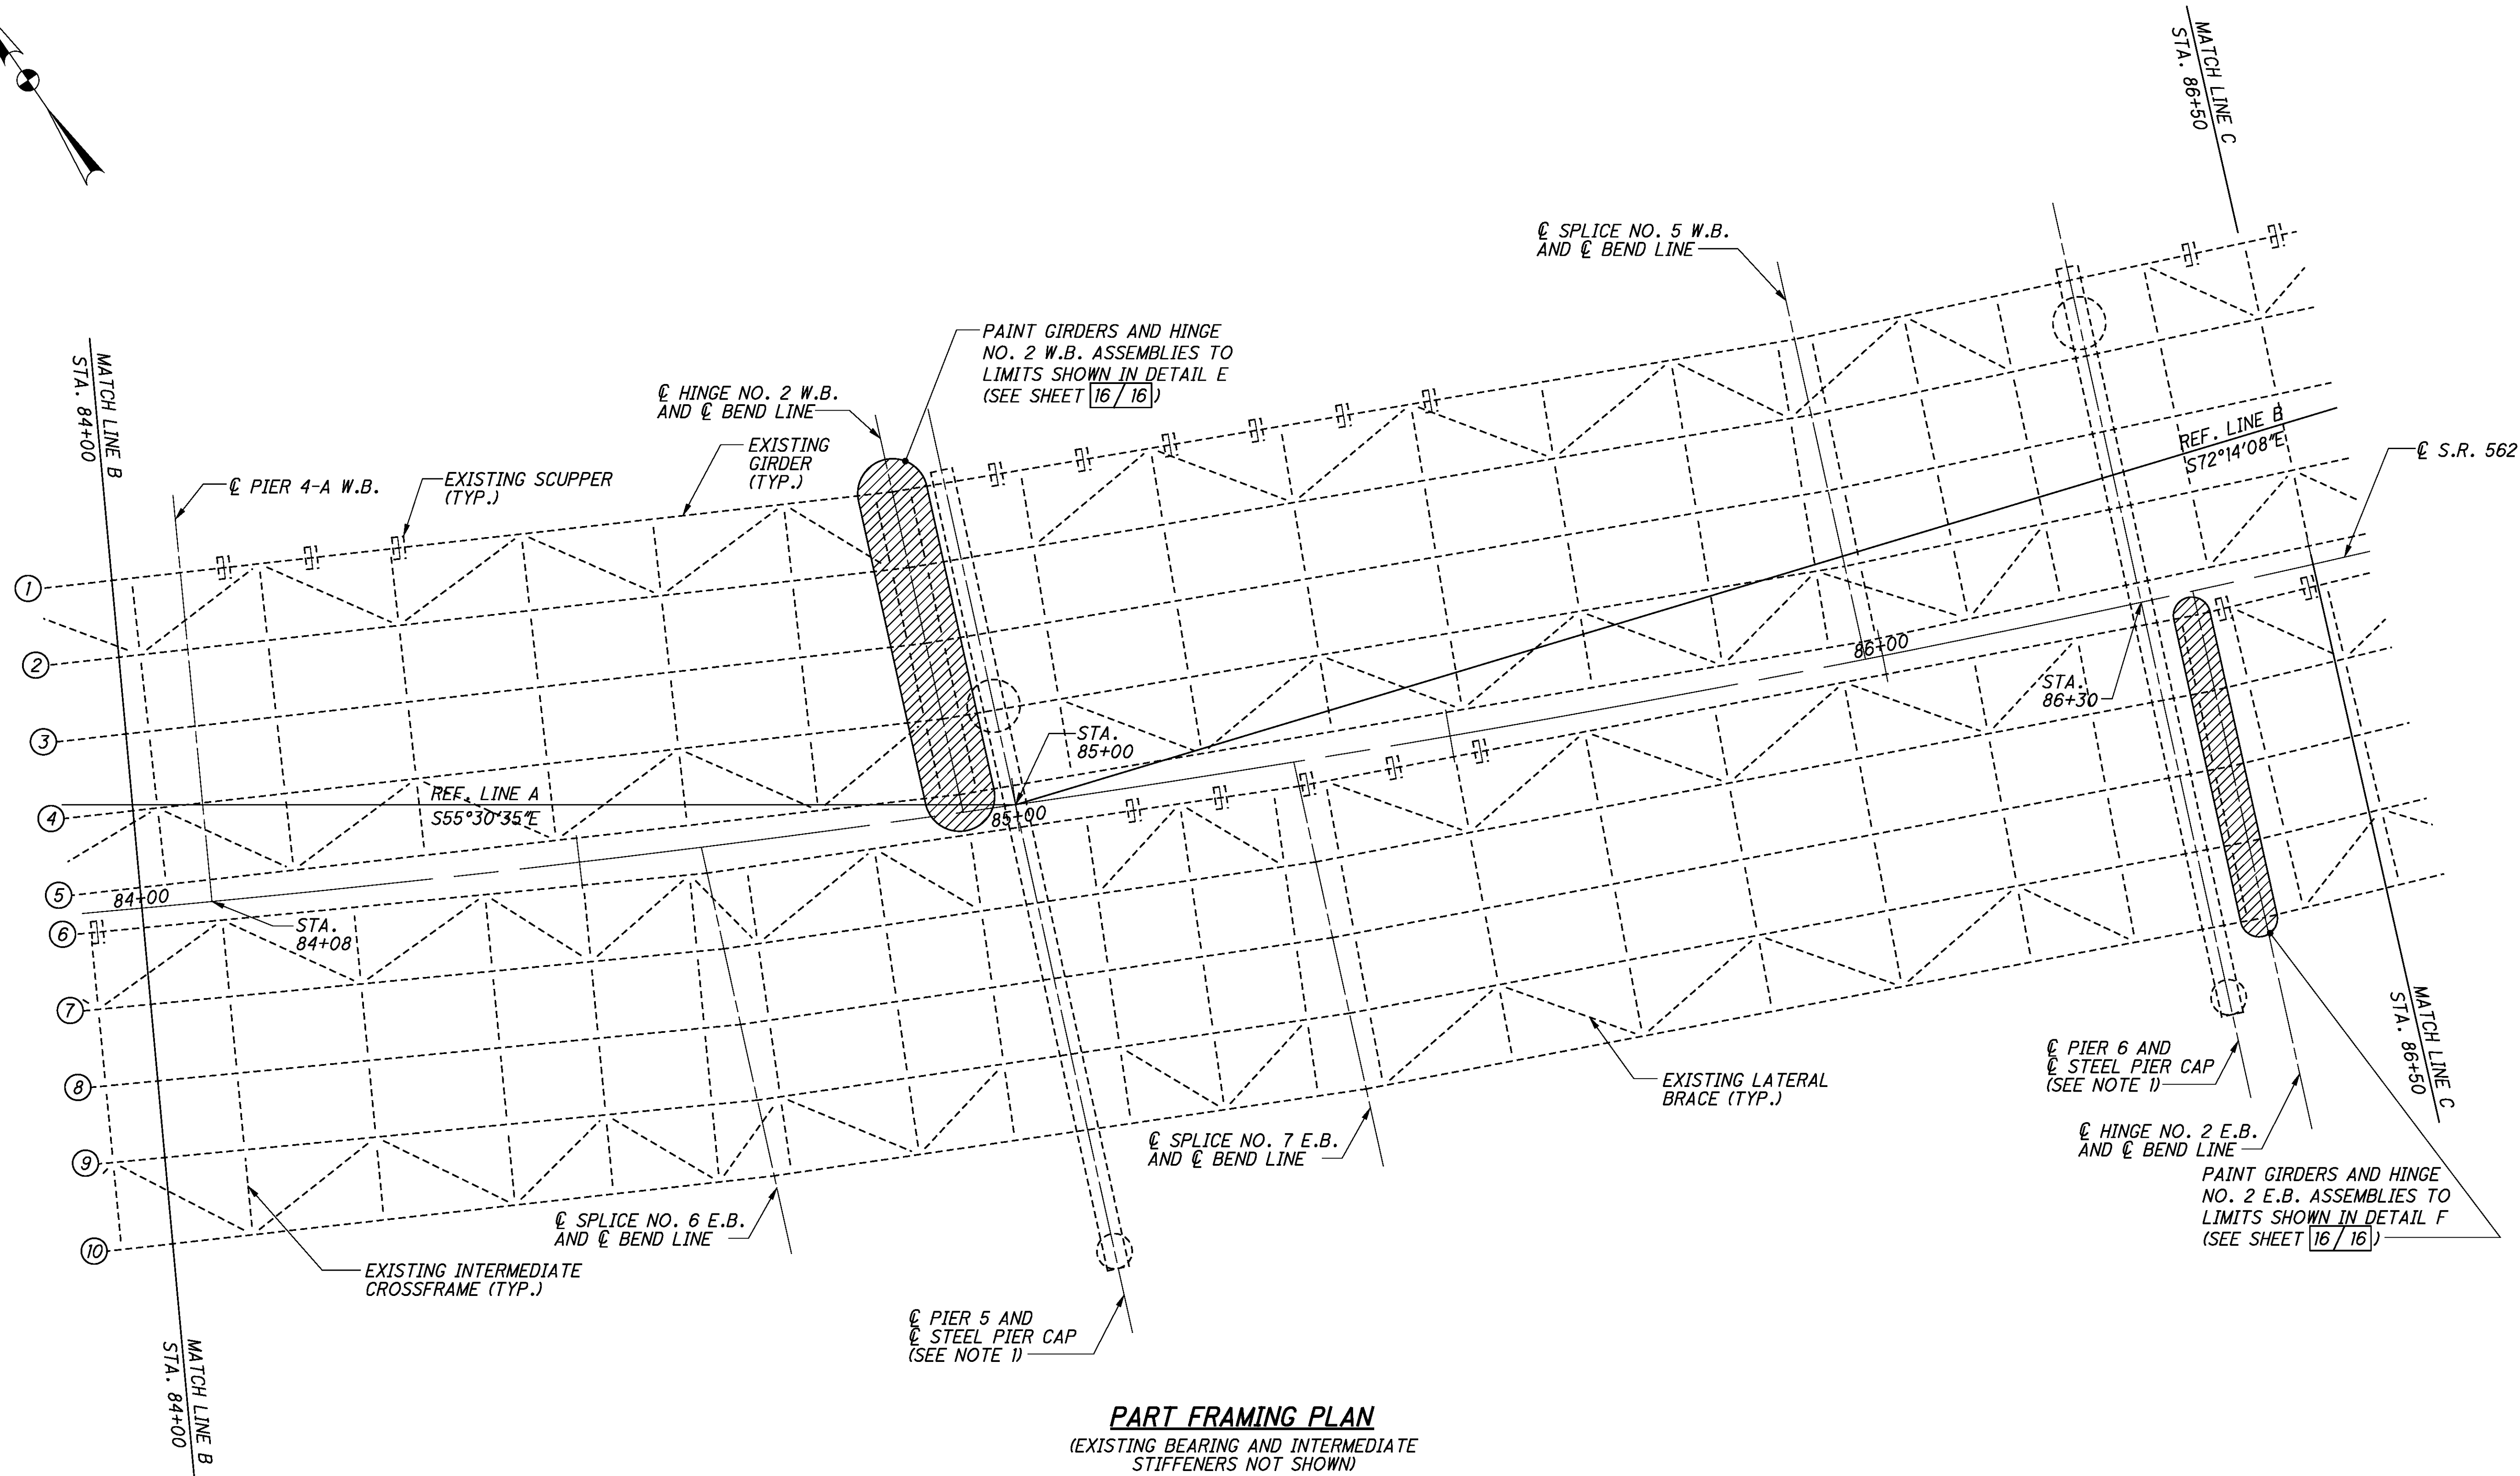 MATCH LINE C
STA. 86+50
℄ SPLICE NO. 5 W.B.
AND ℄ BEND LINE
PAINT GIRDERS AND HINGE
NO. 2 W.B. ASSEMBLIES TO
LIMITS SHOWN IN DETAIL E
(SEE SHEET 16 / 16)
MATCH LINE B
STA. 84+00
℄ HINGE NO. 2 W.B.
AND ℄ BEND LINE
EXISTING
GIRDER
(TYP.)
REF. LINE B
S72°14'08"E
℄ S.R. 562
℄ PIER 4-A W.B.
EXISTING SCUPPER
(TYP.)
1
2
3
4
5
6
7
8
9
10
86+00
STA.
86+30
STA.
85+00
REF. LINE A
S55°30'35"E
85+00
84+00
STA.
84+08
MATCH LINE C
STA. 86+50
℄ PIER 6 AND
℄ STEEL PIER CAP
(SEE NOTE 1)
EXISTING LATERAL
BRACE (TYP.)
℄ SPLICE NO. 7 E.B.
AND ℄ BEND LINE
℄ HINGE NO. 2 E.B.
AND ℄ BEND LINE
PAINT GIRDERS AND HINGE
NO. 2 E.B. ASSEMBLIES TO
LIMITS SHOWN IN DETAIL F
(SEE SHEET 16 / 16)
℄ SPLICE NO. 6 E.B.
AND ℄ BEND LINE
EXISTING INTERMEDIATE
CROSSFRAME (TYP.)
℄ PIER 5 AND
℄ STEEL PIER CAP
(SEE NOTE 1)
MATCH LINE B
STA. 84+00
PART FRAMING PLAN
(EXISTING BEARING AND INTERMEDIATE
STIFFENERS NOT SHOWN)